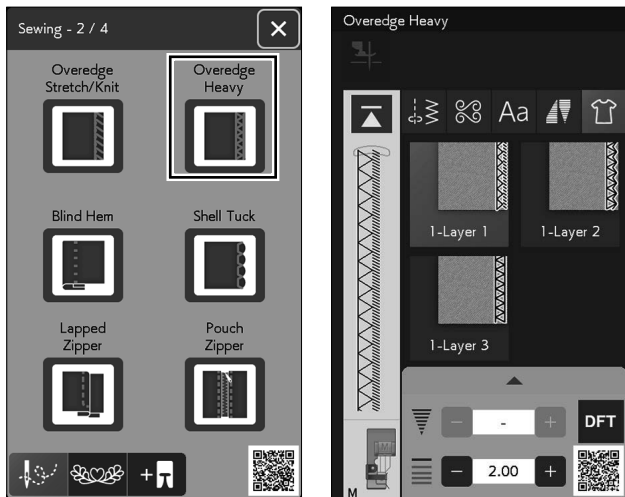 Sewing - 2 / 4
Overedge
Stretch/Knit
Overedge
Heavy
Blind Hem
Shell Tuck
Lapped
Zipper
Pouch
Zipper
Overedge Heavy
Aa
1-Layer 1
1-Layer 2
1-Layer 3
-
DFT
2.00
M